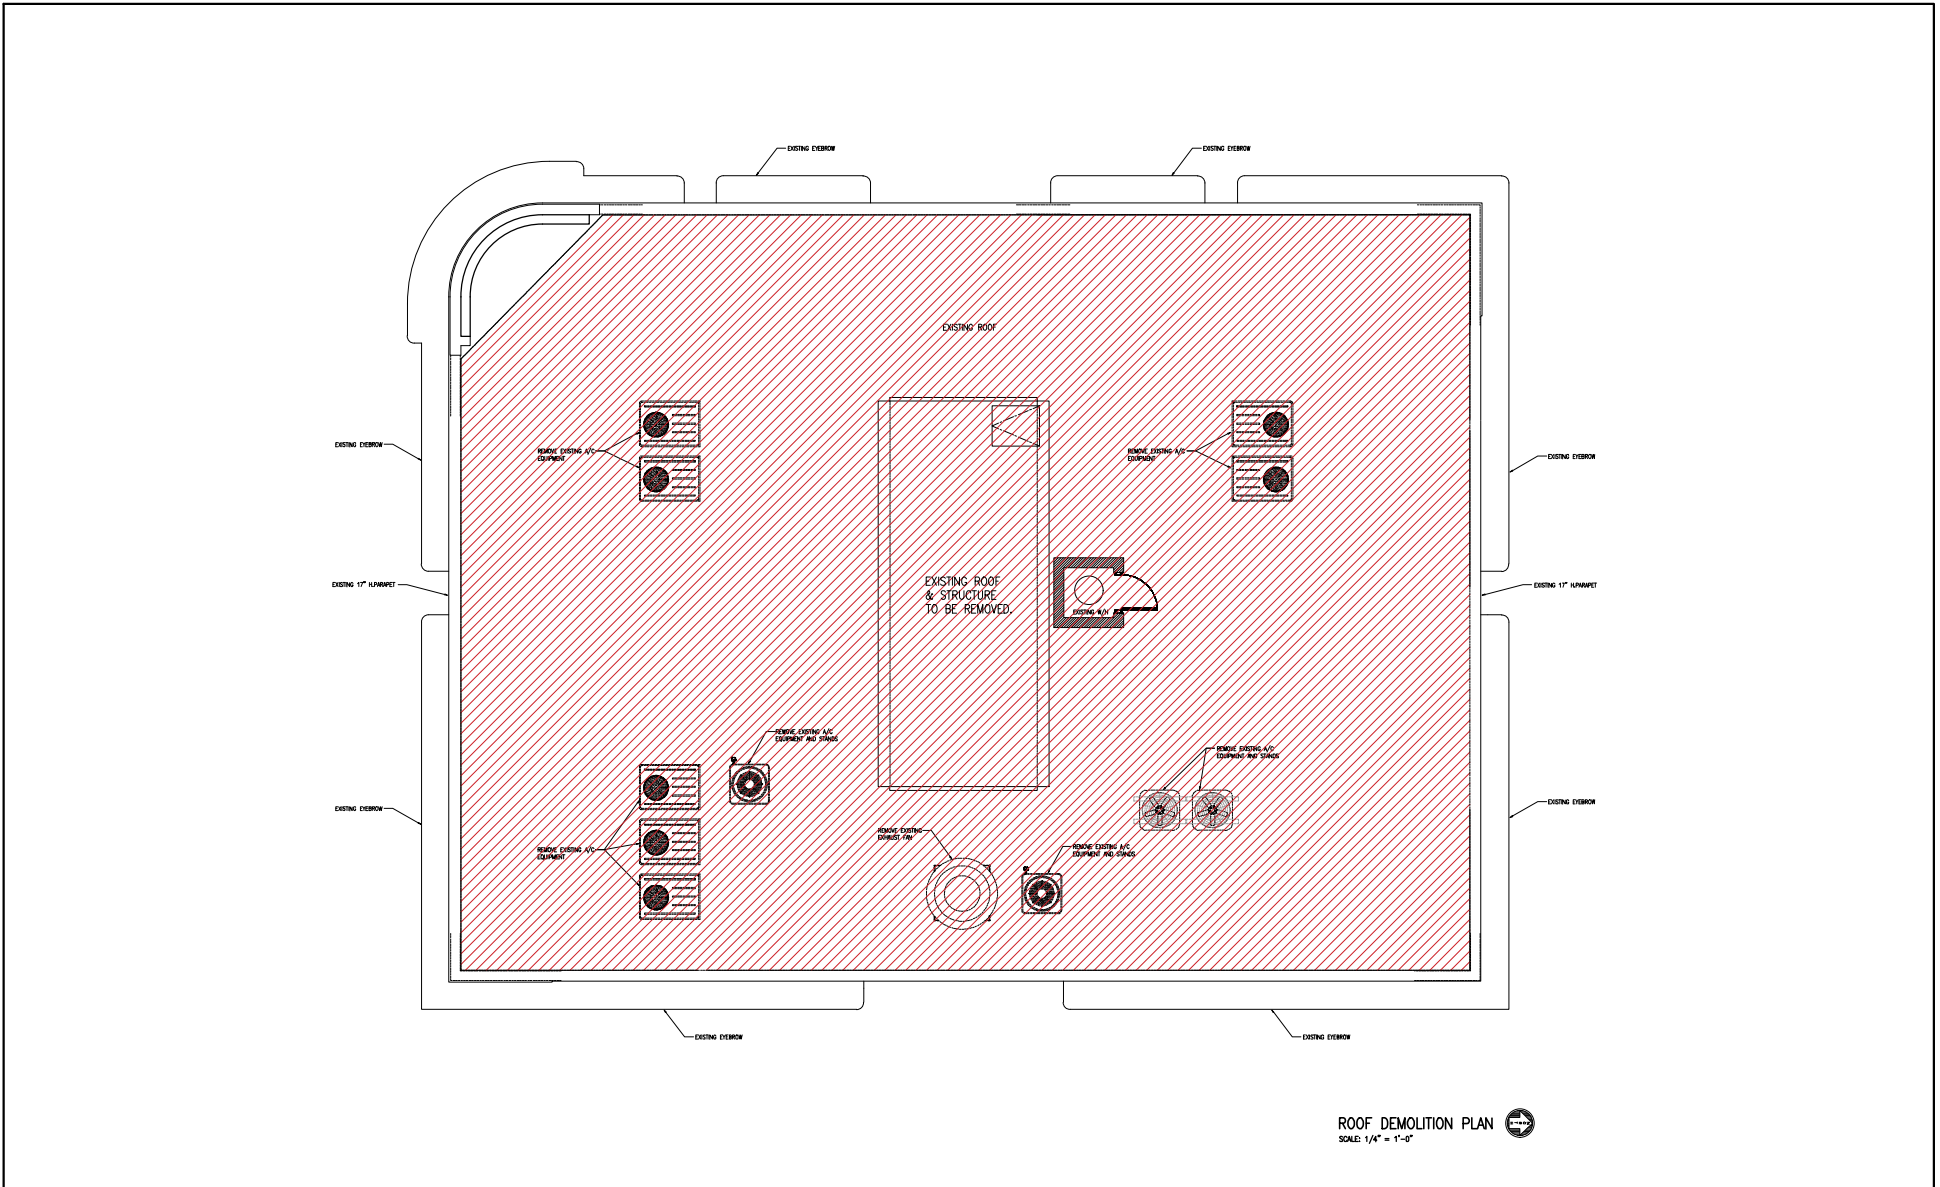 EXISTING EYEBROW
EXISTING EYEBROW
EXISTING ROOF
EXISTING EYEBROW
REMOVE EXISTING A/C
EQUIPMENT
REMOVE EXISTING A/C
EQUIPMENT
EXISTING EYEBROW
EXISTING 17" H.PARAPET
EXISTING ROOF
& STRUCTURE
TO BE REMOVED.
EXISTING W/H
EXISTING 17" H.PARAPET
REMOVE EXISTING A/C
EQUIPMENT AND STANDS
REMOVE EXISTING A/C
EQUIPMENT AND STANDS
EXISTING EYEBROW
EXISTING EYEBROW
REMOVE EXISTING
EXHAUST FAN
REMOVE EXISTING A/C
EQUIPMENT
REMOVE EXISTING A/C
EQUIPMENT AND STANDS
EXISTING EYEBROW
EXISTING EYEBROW
ROOF DEMOLITION PLAN
SCALE: 1/4" = 1'-0"